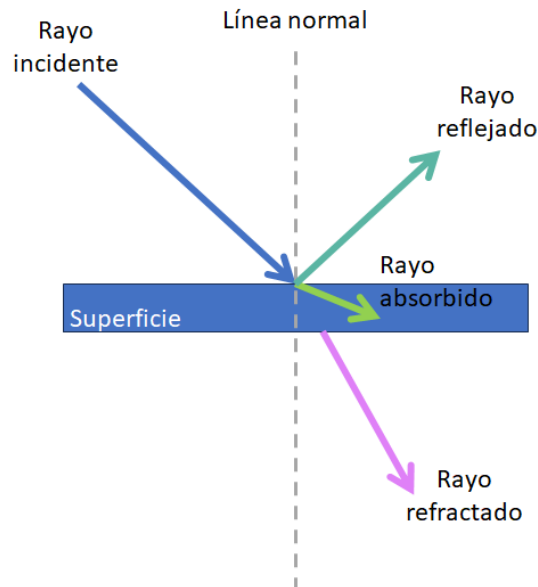 Línea normal
Rayo
incidente
Rayo
reflejado
Rayo
absorbido
Superficie
Rayo
refractado